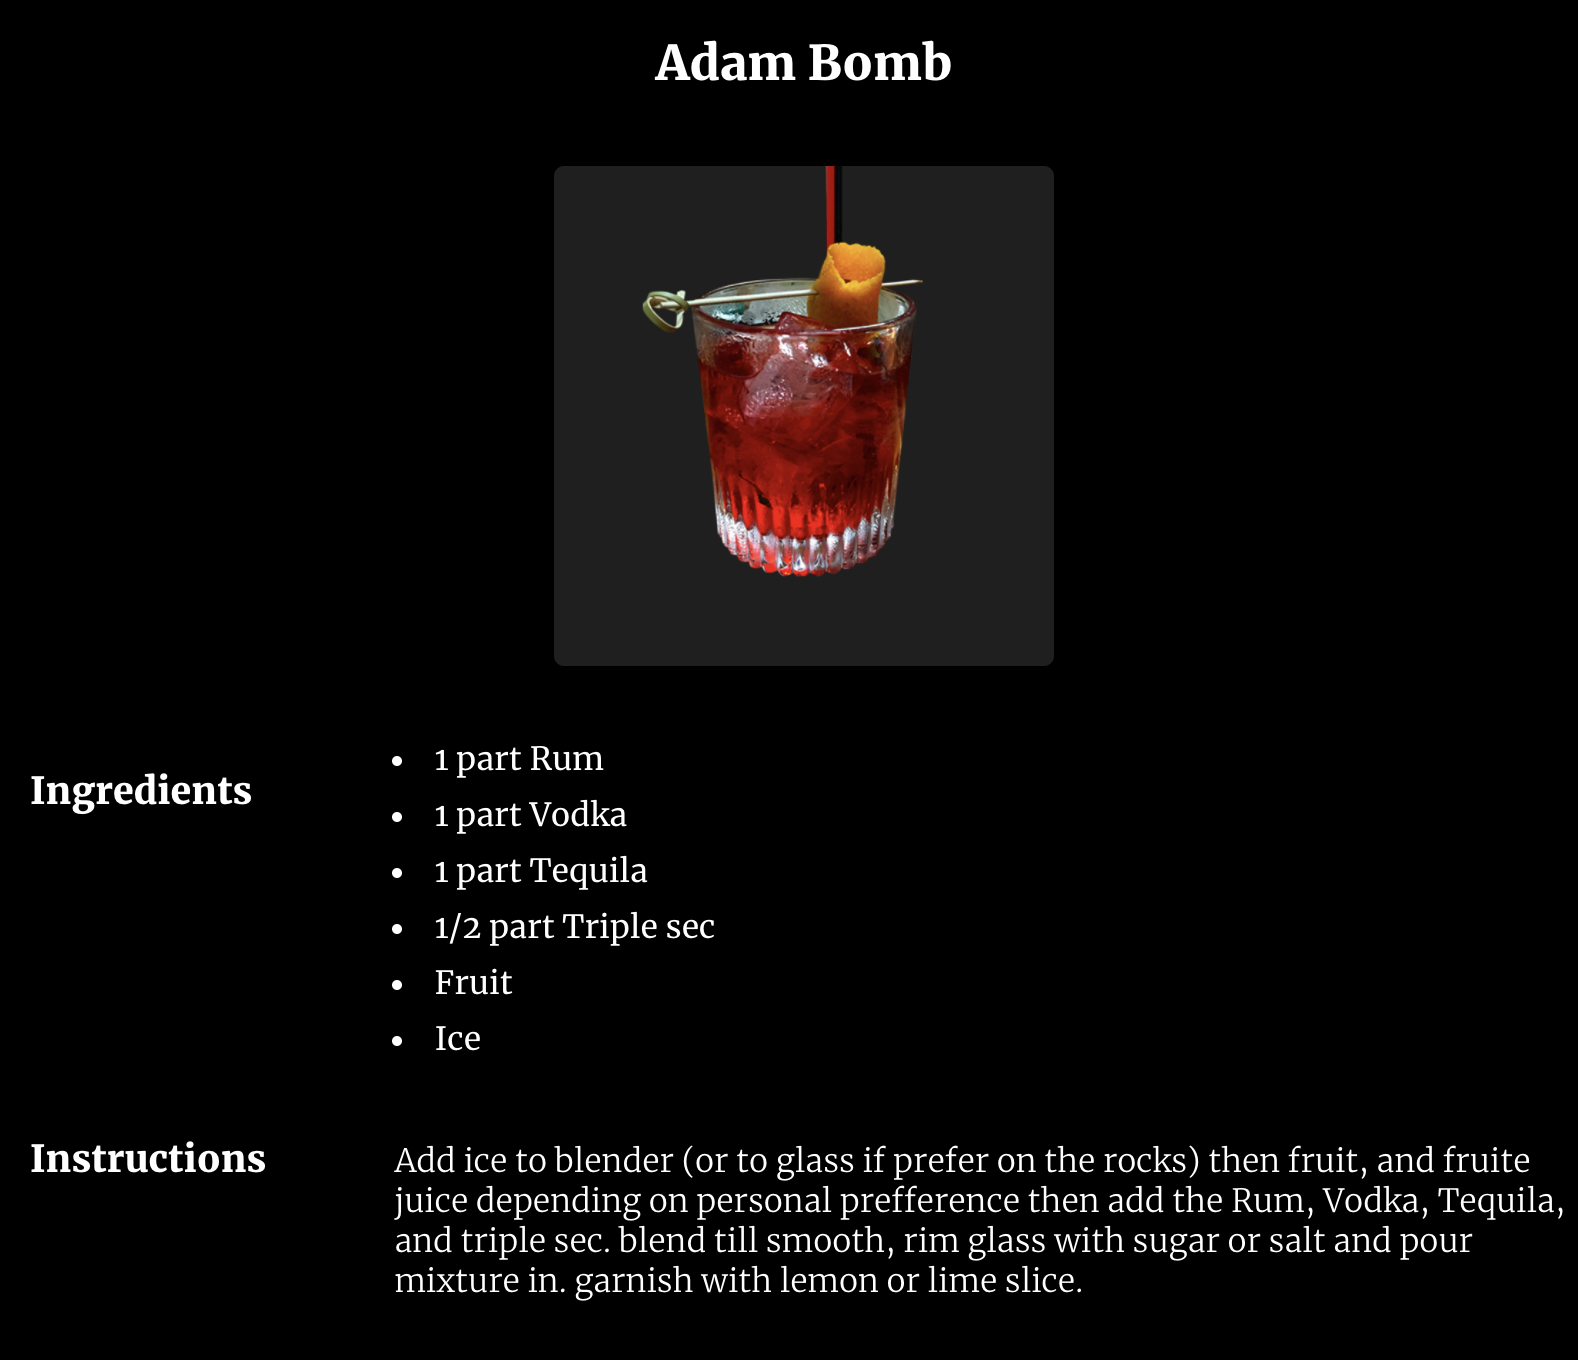 Adam Bomb
Ingredients
1 part Rum
1 part Vodka
1 part Tequila
1/2 part Triple sec
Fruit
Ice
Instructions
Add ice to blender (or to glass if prefer on the rocks) then fruit, and fruite
juice depending on personal prefference then add the Rum, Vodka, Tequila,
and triple sec. blend till smooth, rim glass with sugar or salt and pour
mixture in. garnish with lemon or lime slice.